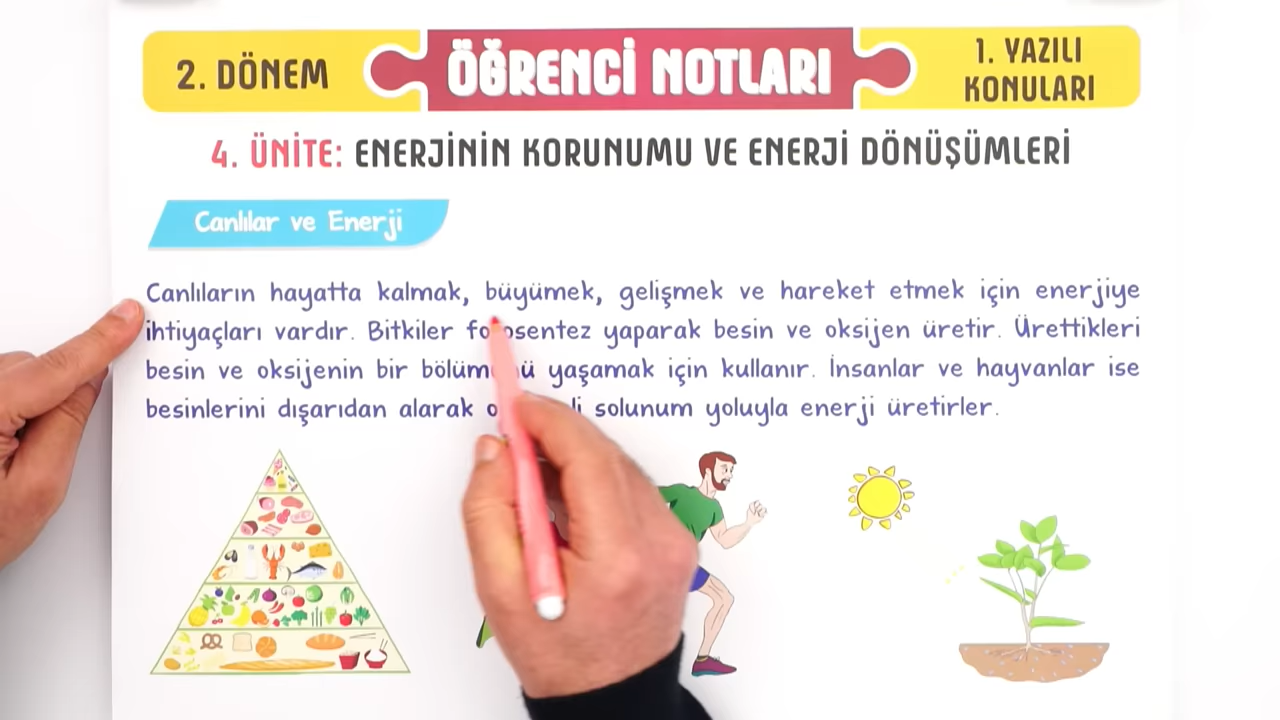 2. DÖNEM
ÖĞRENCİ NOTLARI
1. YAZILI
KONULARI
4. ÜNİTE: ENERJİNİN KORUNUMU VE ENERJİ DÖNÜŞÜMLERİ
Canlılar ve Enerji
Canlıların hayatta kalmak, büyümek, gelişmek ve hareket etmek için enerjiye
ihtiyaçları vardır. Bitkiler fotosentez yaparak besin ve oksijen üretir. Ürettikleri
besin ve oksijenin bir bölümünü yaşamak için kullanır. İnsanlar ve hayvanlar ise
besinlerini dışarıdan alarak solunum yoluyla enerji üretirler.